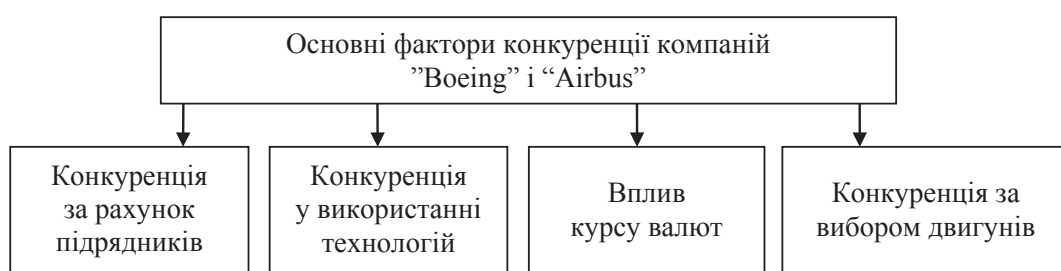 Основні фактори конкуренції компаній
”Boeing” і “Airbus”
Конкуренція
за рахунок
підрядників
Конкуренція
у використанні
технологій
Вплив
курсу валют
Конкуренція за
вибором двигунів